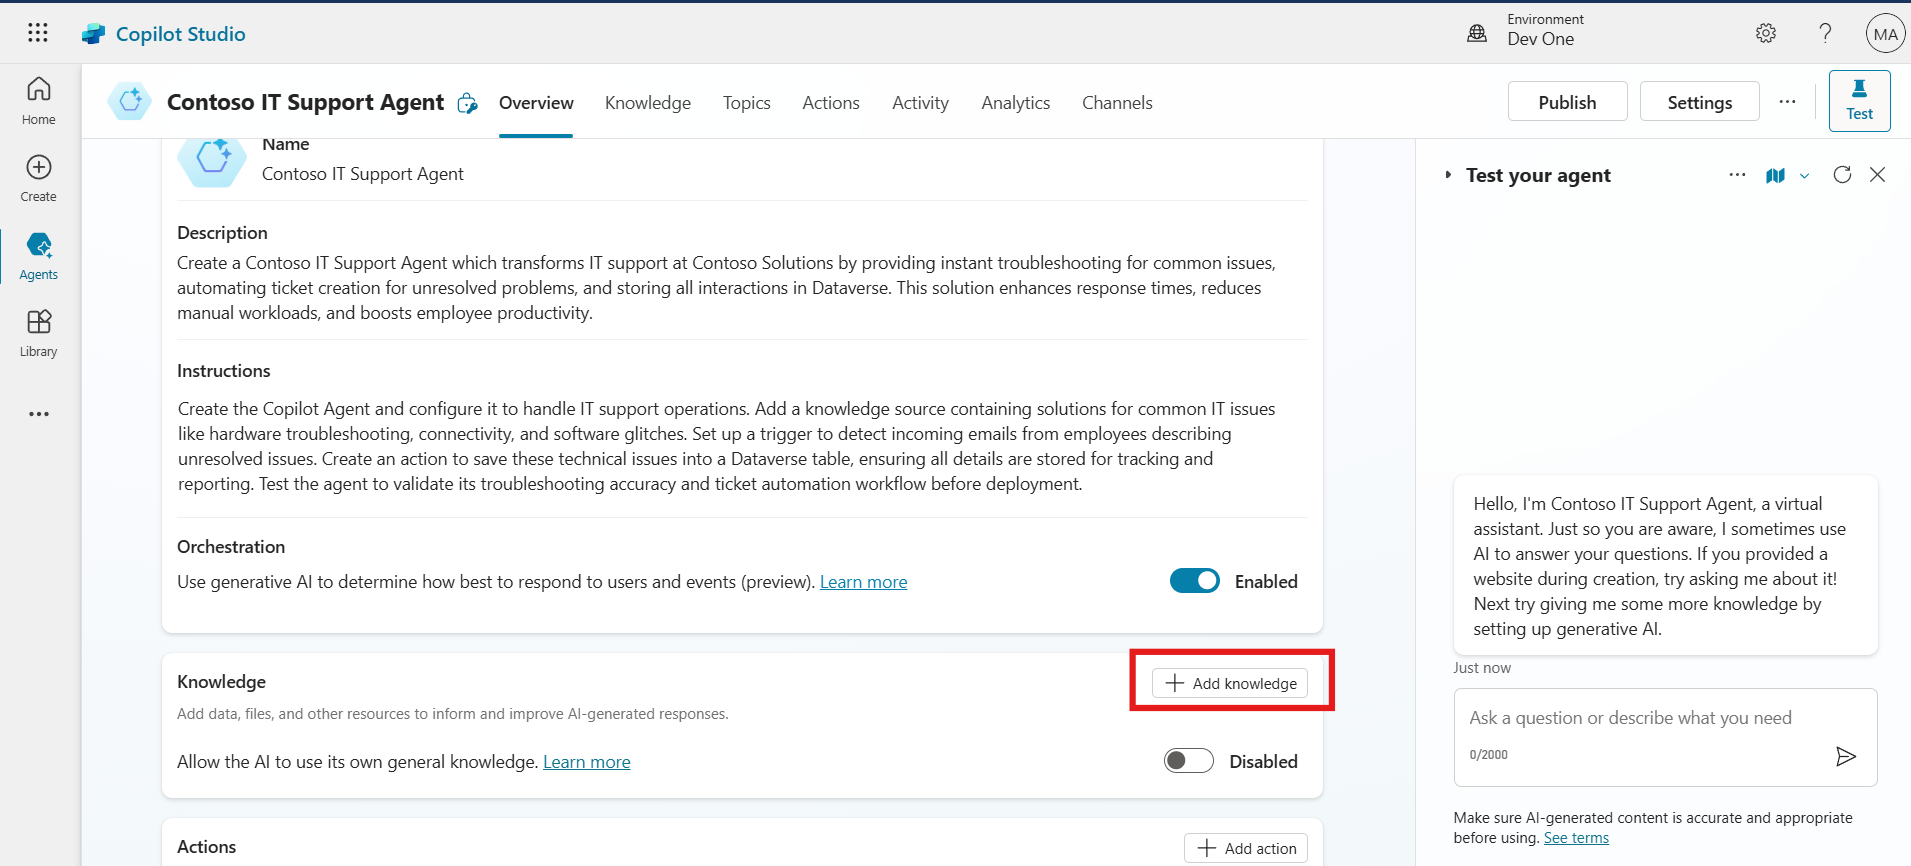 Copilot Studio
Environment
Dev One
MA
Home
Create
Agents
Library
Contoso IT Support Agent
Overview
Knowledge
Topics
Actions
Activity
Analytics
Channels
Publish
Settings
Test
Name
Contoso IT Support Agent
Description
Create a Contoso IT Support Agent which transforms IT support at Contoso Solutions by providing instant troubleshooting for common issues,
automating ticket creation for unresolved problems, and storing all interactions in Dataverse. This solution enhances response times, reduces
manual workloads, and boosts employee productivity.
Instructions
Create the Copilot Agent and configure it to handle IT support operations. Add a knowledge source containing solutions for common IT issues
like hardware troubleshooting, connectivity, and software glitches. Set up a trigger to detect incoming emails from employees describing
unresolved issues. Create an action to save these technical issues into a Dataverse table, ensuring all details are stored for tracking and
reporting. Test the agent to validate its troubleshooting accuracy and ticket automation workflow before deployment.
Orchestration
Use generative AI to determine how best to respond to users and events (preview). Learn more
Enabled
Knowledge
Add knowledge
Add data, files, and other resources to inform and improve AI-generated responses.
Allow the AI to use its own general knowledge. Learn more
Disabled
Actions
Add action
Test your agent
Hello, I'm Contoso IT Support Agent, a virtual
assistant. Just so you are aware, I sometimes use
AI to answer your questions. If you provided a
website during creation, try asking me about it!
Next try giving me some more knowledge by
setting up generative AI.
Just now
Ask a question or describe what you need
0/2000
Make sure AI-generated content is accurate and appropriate
before using. See terms